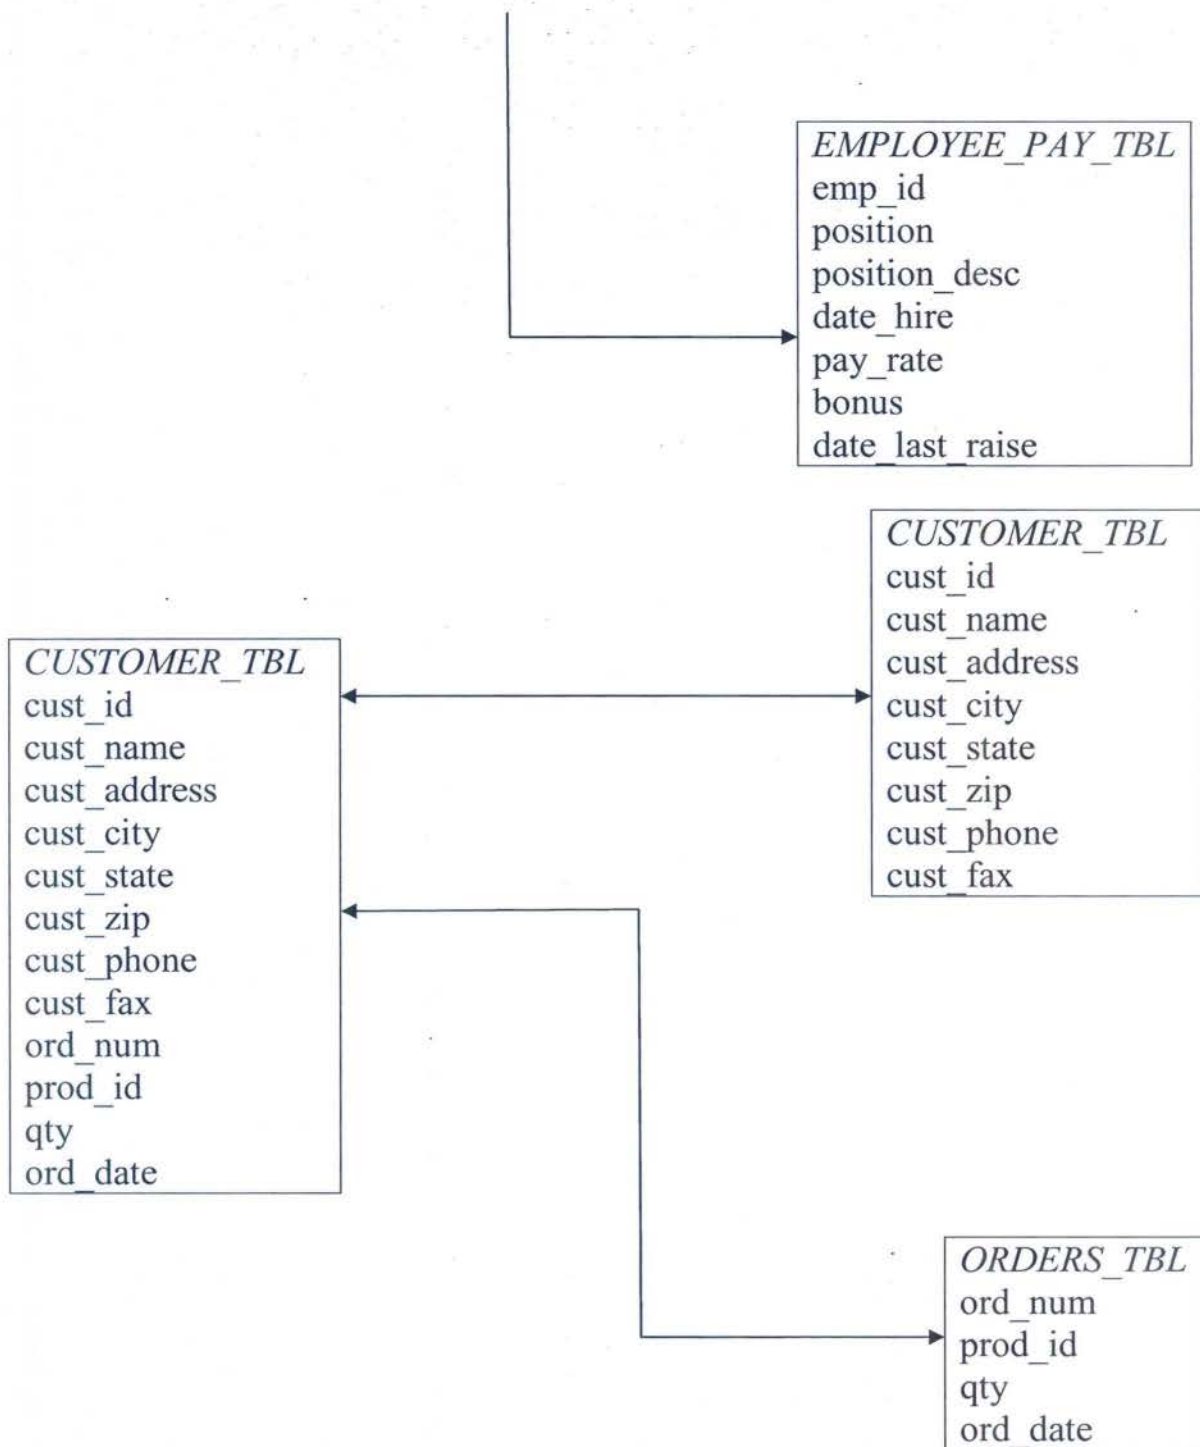 EMPLOYEE_PAY_TBL
emp_id
position
position_desc
date_hire
pay_rate
bonus
date_last_raise
CUSTOMER_TBL
cust_id
cust_name
cust_address
cust_city
cust_state
cust_zip
cust_phone
cust_fax
CUSTOMER_TBL
cust_id
cust_name
cust_address
cust_city
cust_state
cust_zip
cust_phone
cust_fax
ord_num
prod_id
qty
ord_date
ORDERS_TBL
ord_num
prod_id
qty
ord_date